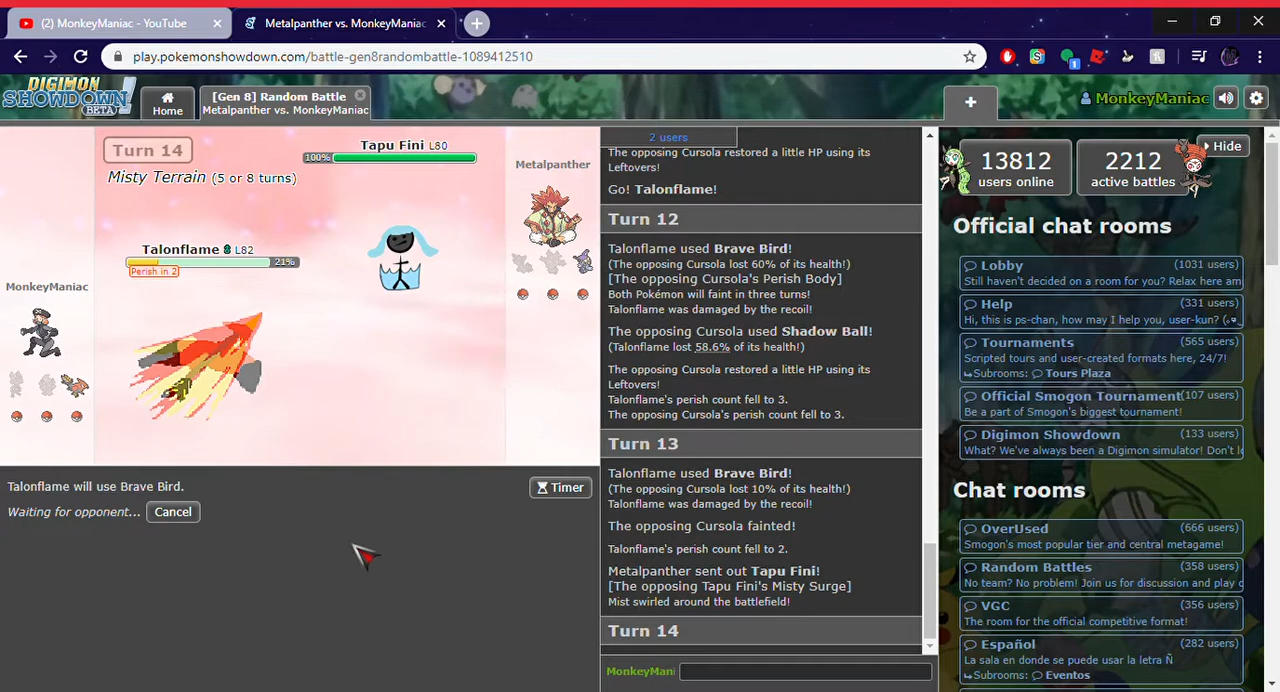 (2) MonkeyManiac - YouTube
Metalpanther vs. MonkeyManiac
play.pokemonshowdown.com/battle-gen8randombattle-1089412510
1
DIGIMON
SHOWDOWN!
BETA
Home
[Gen 8] Random Battle
Metalpanther vs. MonkeyManiac
MonkeyManiac
Turn 14
Misty Terrain (5 or 8 turns)
Tapu Fini L80
100%
Metalpanther
Talonflame L82
21%
Perish in 2
MonkeyManiac
Talonflame will use Brave Bird.
Timer
Waiting for opponent...
Cancel
2 users
The opposing Cursola restored a little HP using its
Leftovers!
Go! Talonflame!
Turn 12
Talonflame used Brave Bird!
(The opposing Cursola lost 60% of its health!)
[The opposing Cursola's Perish Body]
Both Pokémon will faint in three turns!
Talonflame was damaged by the recoil!
The opposing Cursola used Shadow Ball!
(Talonflame lost 58.6% of its health!)
The opposing Cursola restored a little HP using its
Leftovers!
Talonflame's perish count fell to 3.
The opposing Cursola's perish count fell to 3.
Turn 13
Talonflame used Brave Bird!
(The opposing Cursola lost 10% of its health!)
Talonflame was damaged by the recoil!
The opposing Cursola fainted!
Talonflame's perish count fell to 2.
Metalpanther sent out Tapu Fini!
[The opposing Tapu Fini's Misty Surge]
Mist swirled around the battlefield!
Turn 14
MonkeyMani
13812
users online
2212
active battles
Hide
Official chat rooms
Lobby (1031 users)
Still haven't decided on a room for you? Relax here am
Help (331 users)
Hi, this is ps-chan, how may I help you, user-kun?
Tournaments (565 users)
Scripted tours and user-created formats here, 24/7!
Subrooms: Tours Plaza
Official Smogon Tournament (107 users)
Be a part of Smogon's biggest tournament!
Digimon Showdown (133 users)
What? We've always been a Digimon simulator! Don't l
Chat rooms
OverUsed (666 users)
Smogon's most popular tier and central metagame!
Random Battles (358 users)
No team? No problem! Join us for discussion and play
VGC (356 users)
The room for the official competitive format!
Español (282 users)
La sala en donde se puede usar la letra Ñ
Subrooms: Eventos